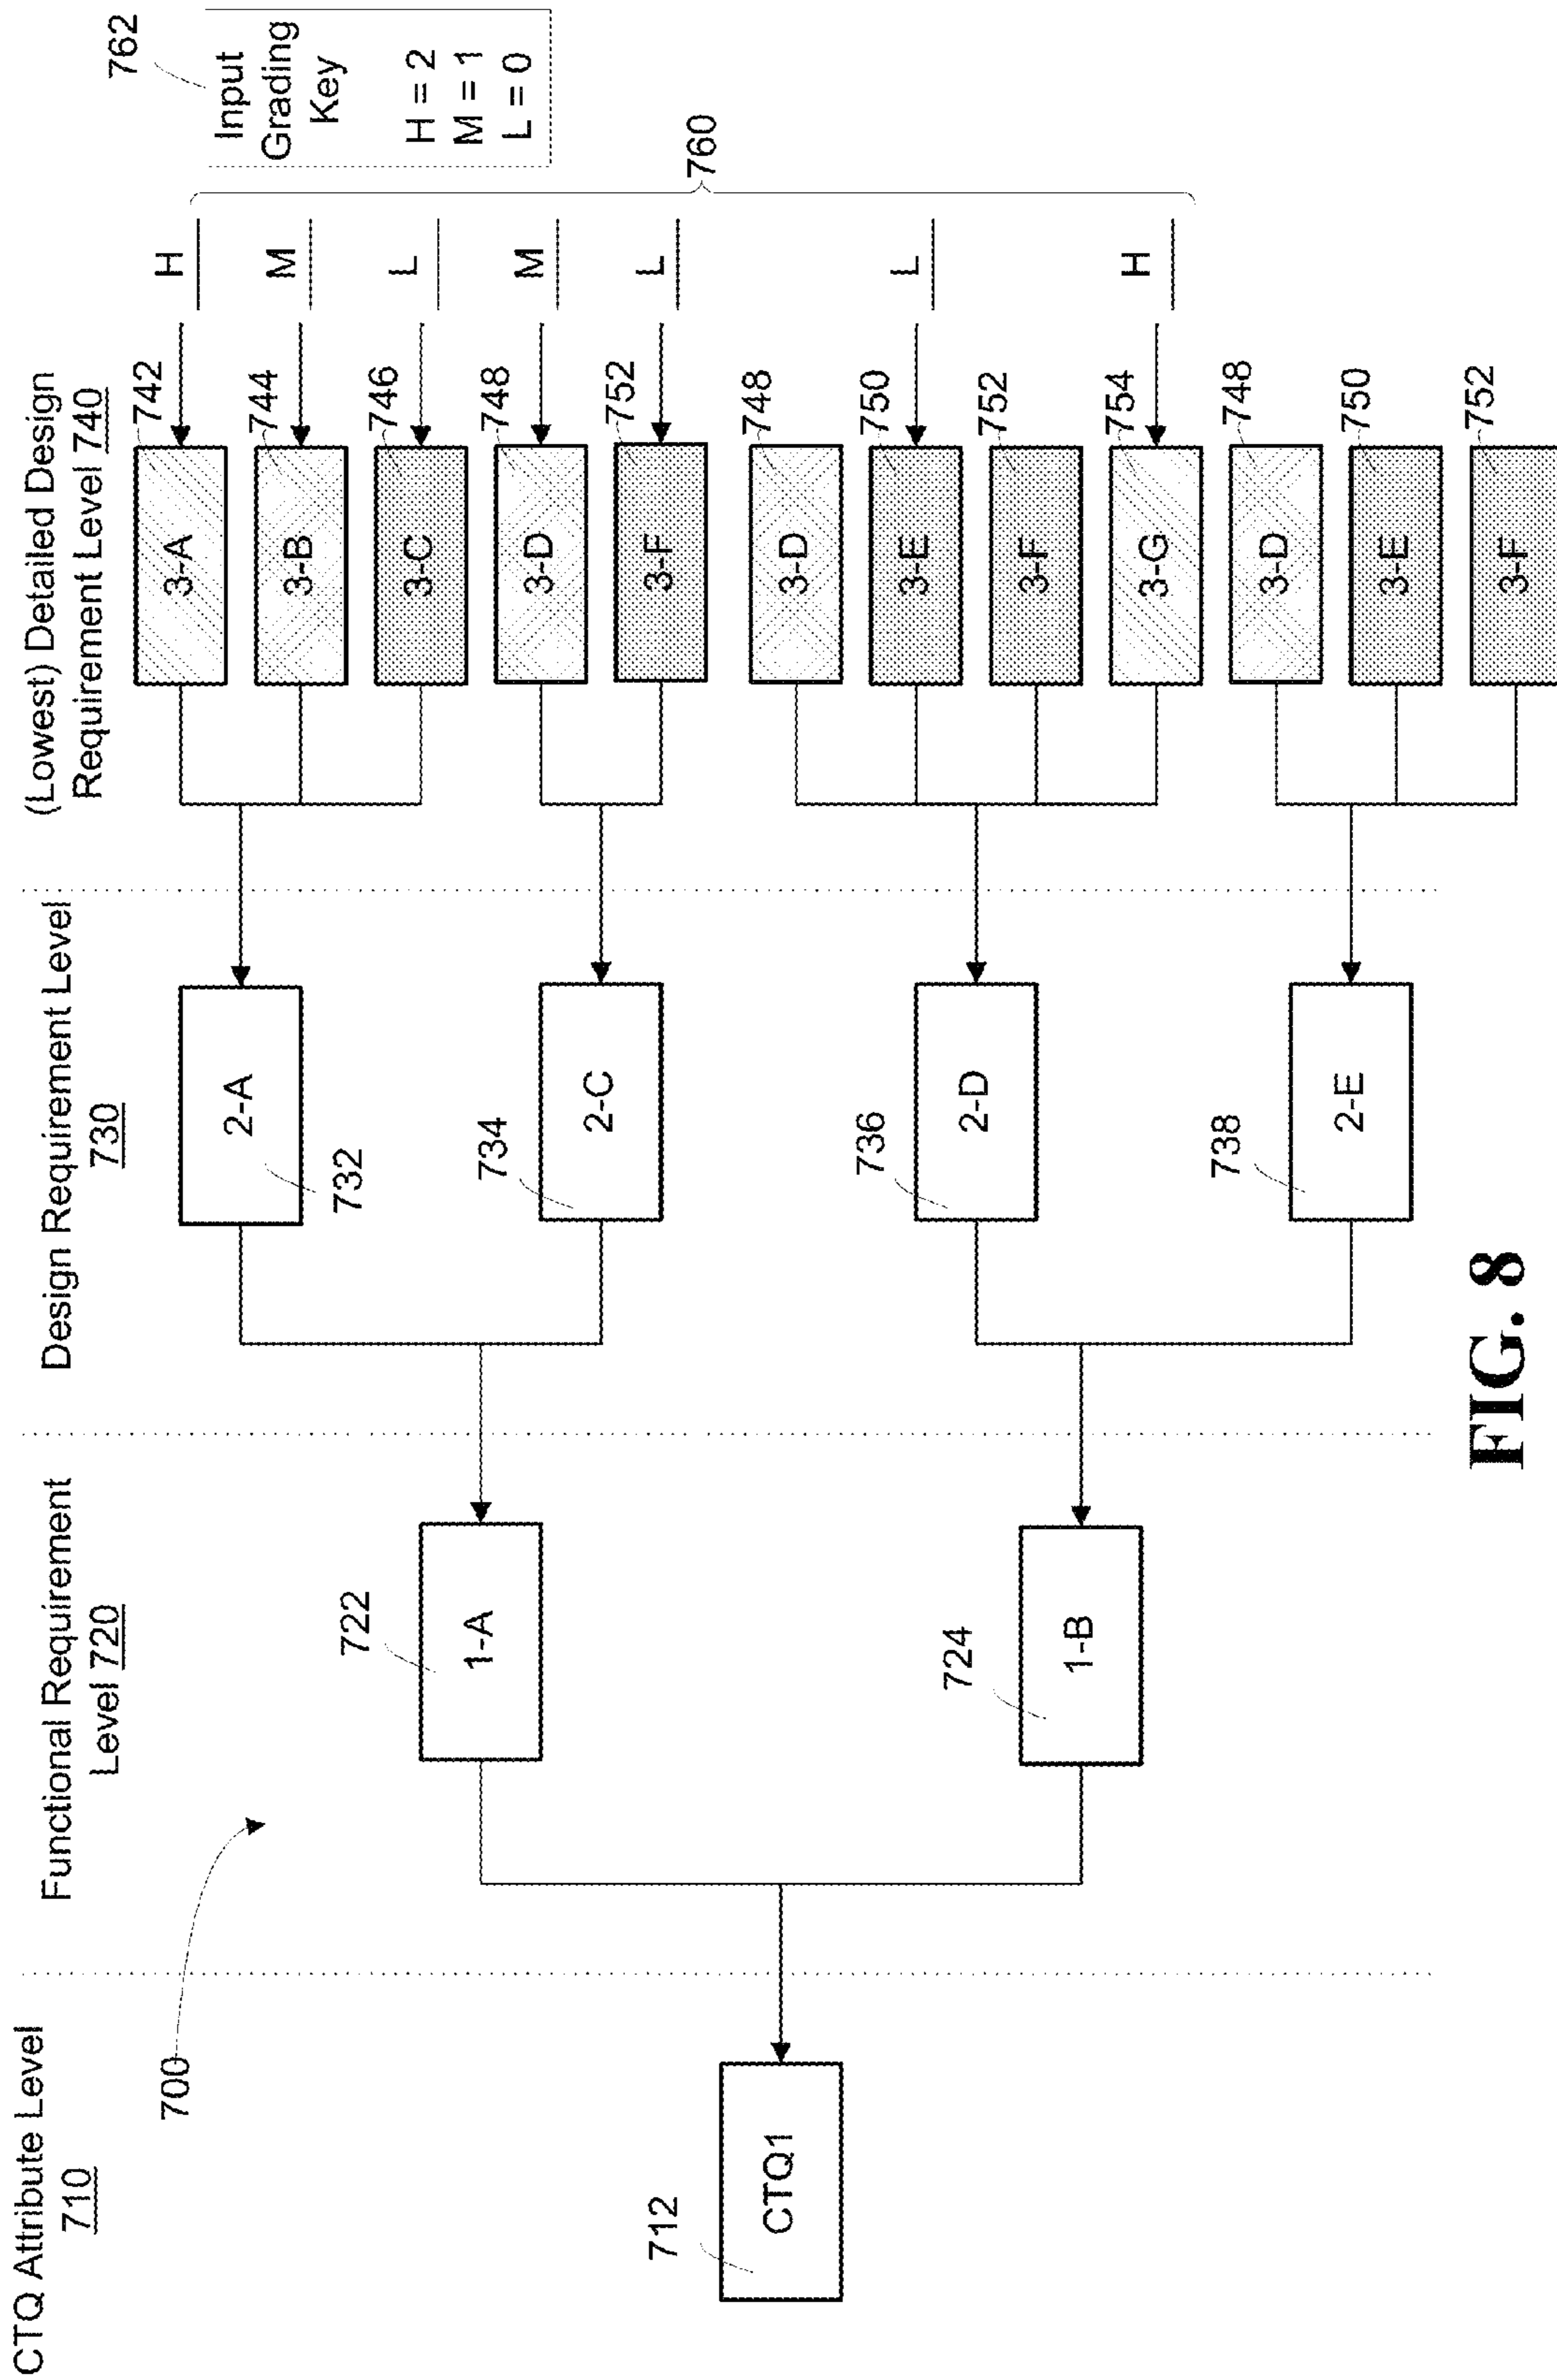 CTQ Attribute Level
710
Functional Requirement
Level 720
Design Requirement Level
730
(Lowest) Detailed Design
Requirement Level 740
700
712
CTQ1
722
1-A
724
1-B
732
2-A
734
2-C
736
2-D
738
2-E
742
3-A
744
3-B
746
3-C
748
3-D
752
3-F
748
3-D
750
3-E
752
3-F
754
3-G
748
3-D
750
3-E
752
3-F
H
M
L
M
L
L
H
760
762
Input
Grading
Key
H = 2
M = 1
L = 0
FIG. 8